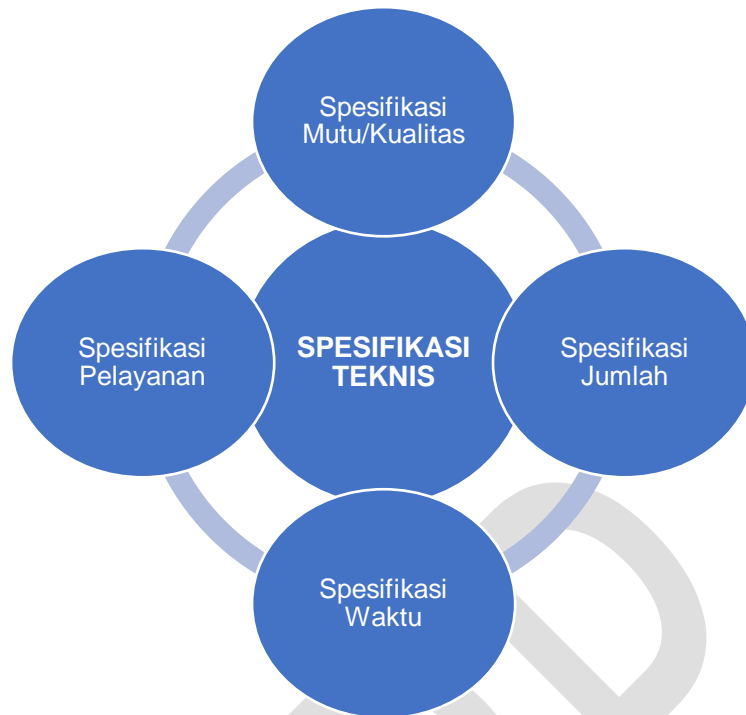 Spesifikasi
Mutu/Kualitas
Spesifikasi
Pelayanan
SPESIFIKASI
TEKNIS
Spesifikasi
Jumlah
Spesifikasi
Waktu